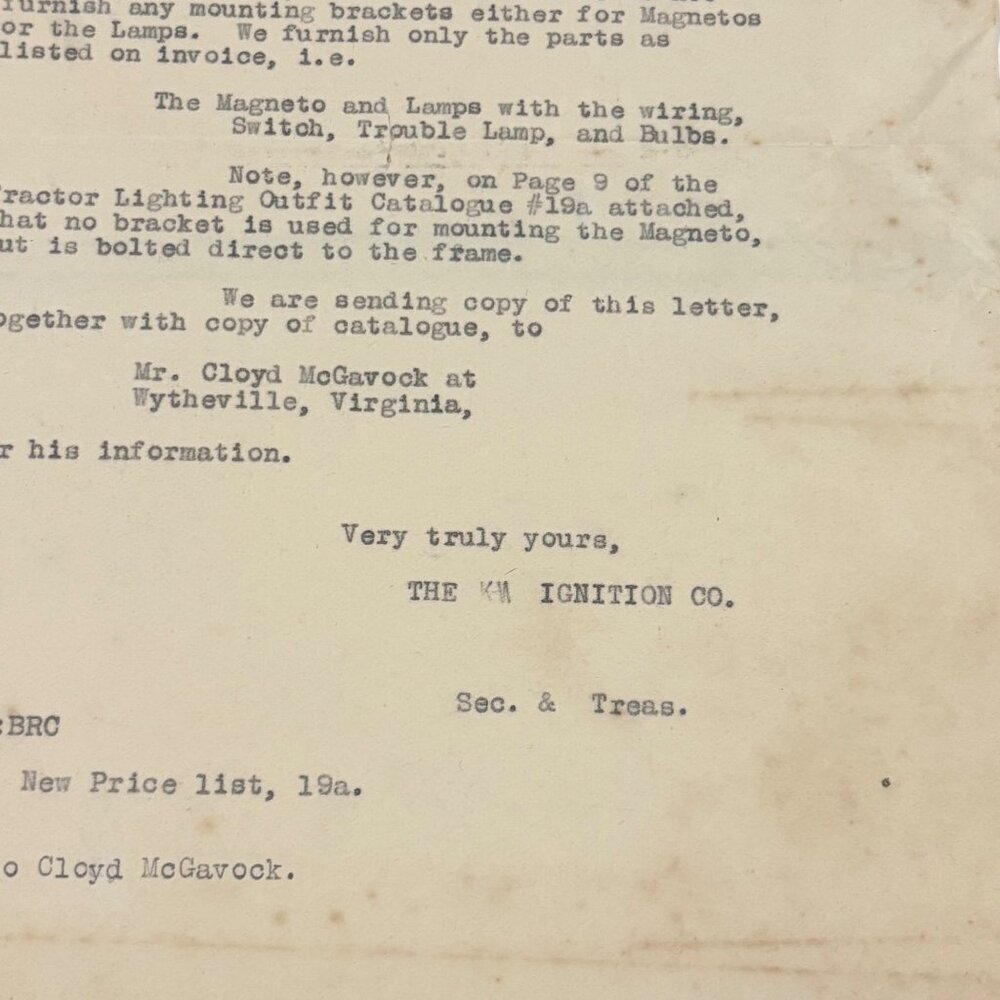 furnish any mounting brackets either for Magnetos
or the Lamps. We furnish only the parts as
listed on invoice, i.e.
The Magneto and Lamps with the wiring,
Switch, Trouble Lamp, and Bulbs.
Note, however, on Page 9 of the
ractor Lighting Outfit Catalogue #19a attached,
hat no bracket is used for mounting the Magneto,
ut is bolted direct to the frame.
We are sending copy of this letter,
ogether with copy of catalogue, to
Mr. Cloyd McGavock at
Wytheville, Virginia,
r his information.
Very truly yours,
THE K-W IGNITION CO.
Sec. & Treas.
:BRC
New Price list, 19a.
o Cloyd McGavock.